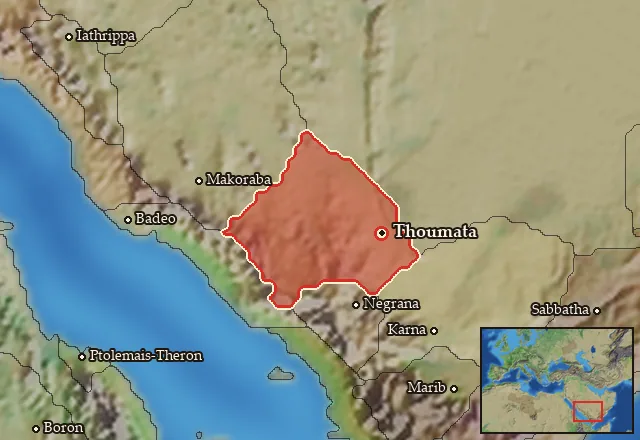 Iathrippa
Makoraba
Badeo
Thoumata
Negrana
Sabbatha
Karna
Ptolemais-Theron
Marib
Boron